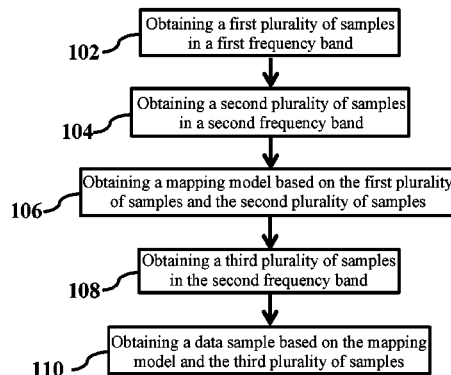 Obtaining a first plurality of samples
in a first frequency band
102
Obtaining a second plurality of samples
in a second frequency band
104
Obtaining a mapping model based on the first plurality
of samples and the second plurality of samples
106
Obtaining a third plurality of samples
in the second frequency band
108
Obtaining a data sample based on the mapping
model and the third plurality of samples
110